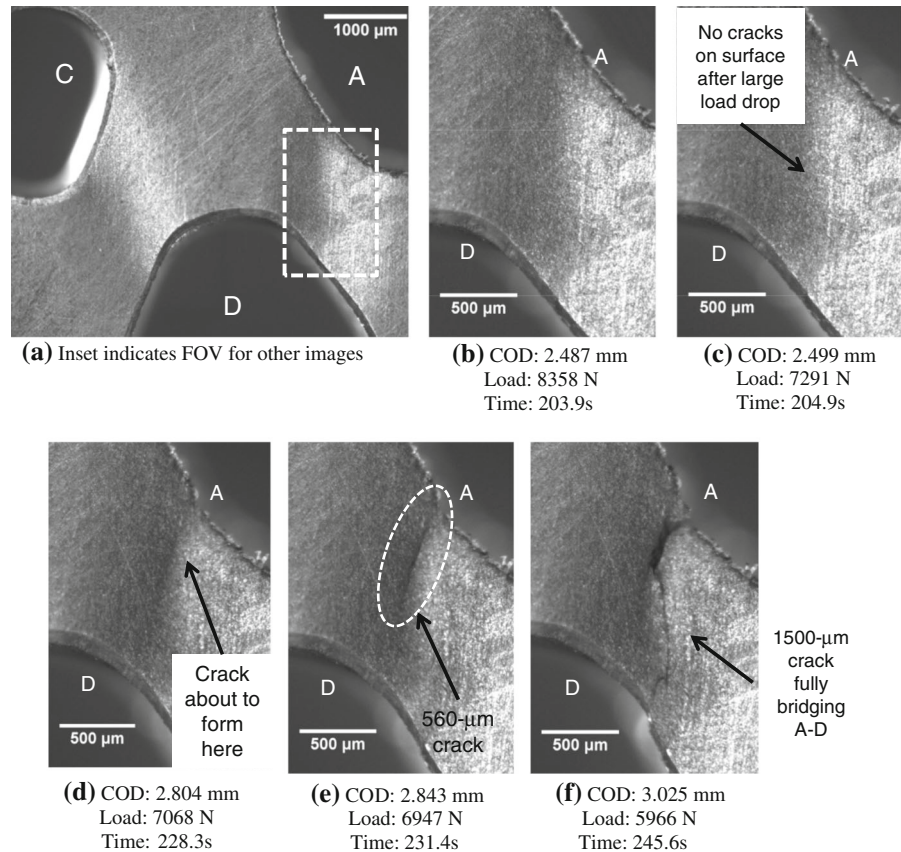 1000 µm
C
A
D
(a) Inset indicates FOV for other images
A
D
500 µm
(b) COD: 2.487 mm
Load: 8358 N
Time: 203.9s
No cracks
on surface
after large
load drop
A
D
500 µm
(c) COD: 2.499 mm
Load: 7291 N
Time: 204.9s
A
D
Crack
about to
form
here
500 µm
(d) COD: 2.804 mm
Load: 7068 N
Time: 228.3s
A
D
560-µm
crack
500 µm
(e) COD: 2.843 mm
Load: 6947 N
Time: 231.4s
A
D
1500-µm
crack
fully
bridging
A-D
500 µm
(f) COD: 3.025 mm
Load: 5966 N
Time: 245.6s